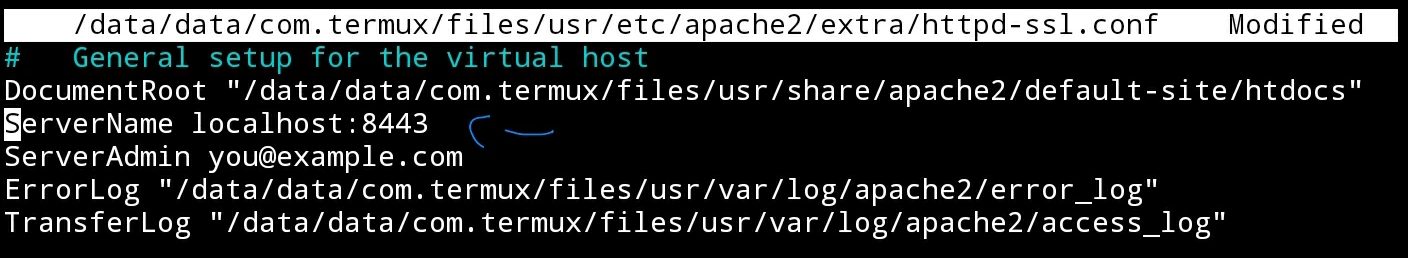 /data/data/com.termux/files/usr/etc/apache2/extra/httpd-ssl.conf Modified
# General setup for the virtual host
DocumentRoot "/data/data/com.termux/files/usr/share/apache2/default-site/htdocs"
ServerName localhost:8443
ServerAdmin you@example.com
ErrorLog "/data/data/com.termux/files/usr/var/log/apache2/error_log"
TransferLog "/data/data/com.termux/files/usr/var/log/apache2/access_log"